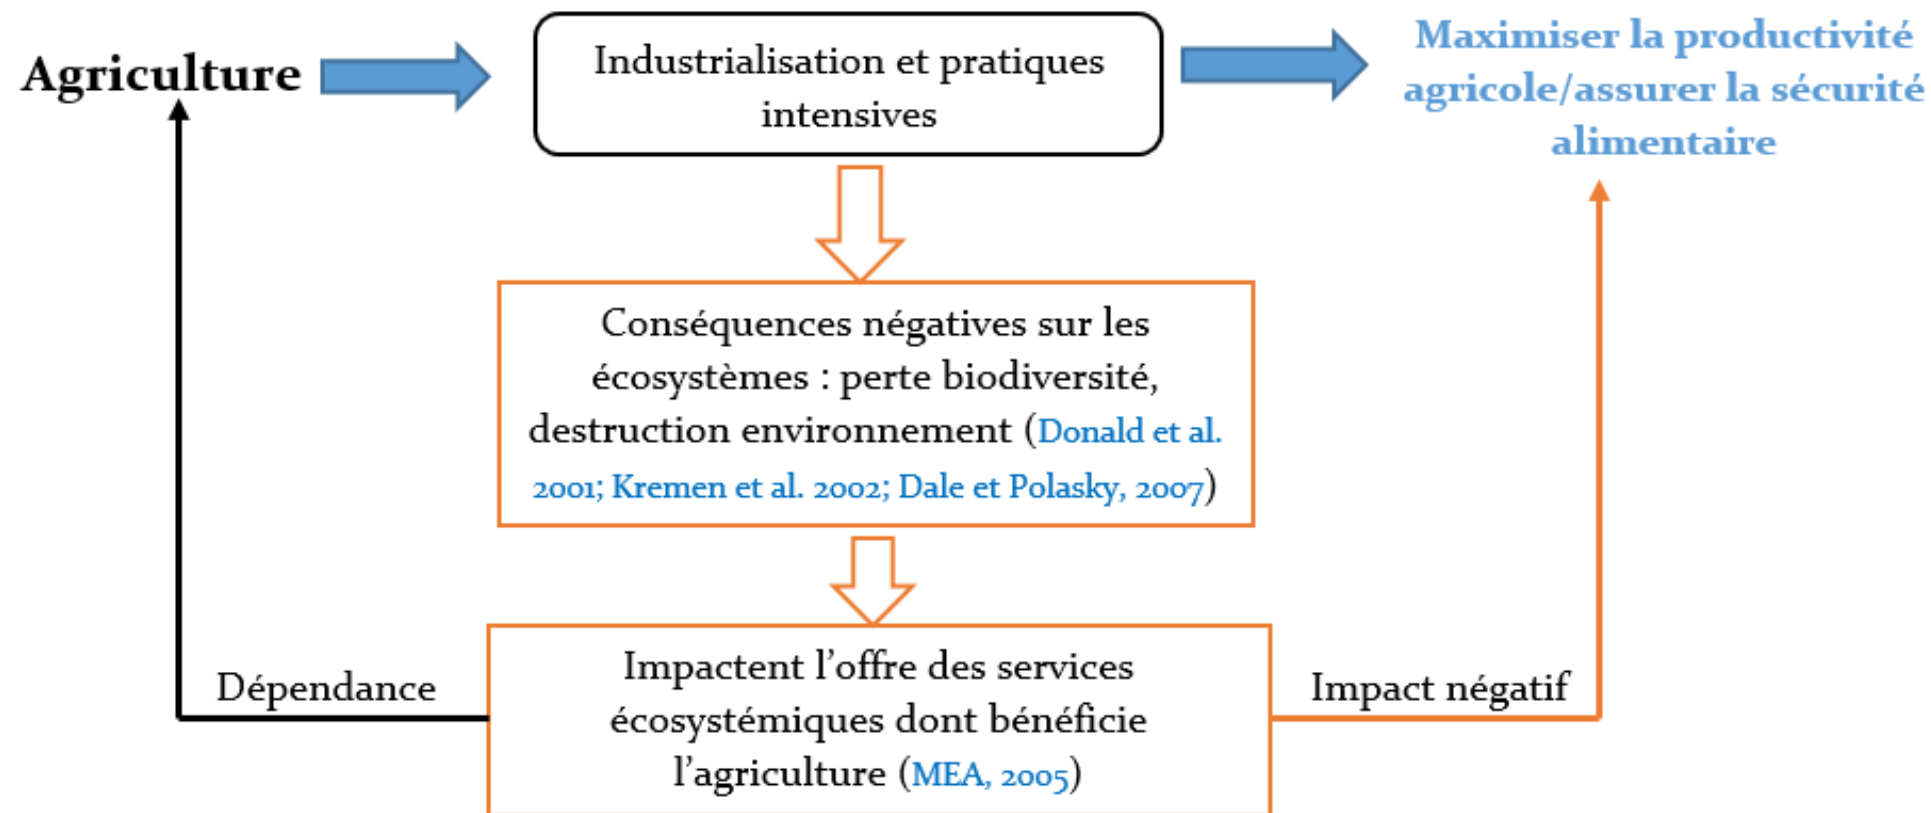 Agriculture
Industrialisation et pratiques
intensives
Maximiser la productivité
agricole/assurer la sécurité
alimentaire
Conséquences négatives sur les
écosystèmes : perte biodiversité,
destruction environnement (Donald et al.
2001; Kremen et al. 2002; Dale et Polasky, 2007)
Dépendance
Impactent l’offre des services
écosystémiques dont bénéficie
l’agriculture (MEA, 2005)
Impact négatif